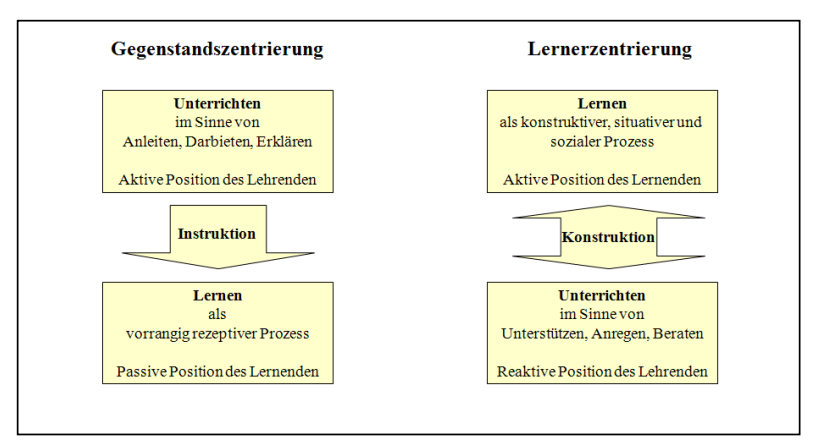 Gegenstandszentrierung
Unterrichten
im Sinne von
Anleiten, Darbieten, Erklären
Aktive Position des Lehrenden
Instruktion
Lernen
als
vorrangig rezeptiver Prozess
Passive Position des Lernenden
Lernerzentrierung
Lernen
als konstruktiver, situativer und
sozialer Prozess
Aktive Position des Lernenden
Konstruktion
Unterrichten
im Sinne von
Unterstützen, Anregen, Beraten
Reaktive Position des Lehrenden